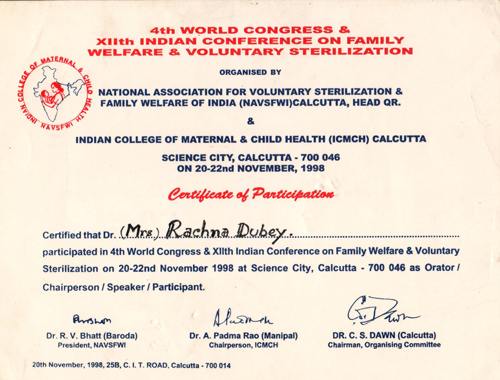 4th WORLD CONGRESS &
XIIth INDIAN CONFERENCE ON FAMILY
WELFARE & VOLUNTARY STERILIZATION
INDIAN COLLEGE OF MATERNAL & CHILD HEALTH
NAVSFWI
ORGANISED BY
NATIONAL ASSOCIATION FOR VOLUNTARY STERILIZATION &
FAMILY WELFARE OF INDIA (NAVSFWI)CALCUTTA, HEAD QR.
&
INDIAN COLLEGE OF MATERNAL & CHILD HEALTH (ICMCH) CALCUTTA
SCIENCE CITY, CALCUTTA - 700 046
ON 20-22nd NOVEMBER, 1998
Certificate of Participation
Certified that Dr. (Mrs) Rachna Dubey.
participated in 4th World Congress & XIIth Indian Conference on Family Welfare & Voluntary
Sterilization on 20-22nd November 1998 at Science City, Calcutta - 700 046 as Orator /
Chairperson / Speaker / Participant.
Dr. R. V. Bhatt (Baroda)
President, NAVSFWI
Dr. A. Padma Rao (Manipal)
Chairperson, ICMCH
DR. C. S. DAWN (Calcutta)
Chairman, Organising Committee
20th November, 1998, 25B, C. I. T. ROAD, Calcutta - 700 014